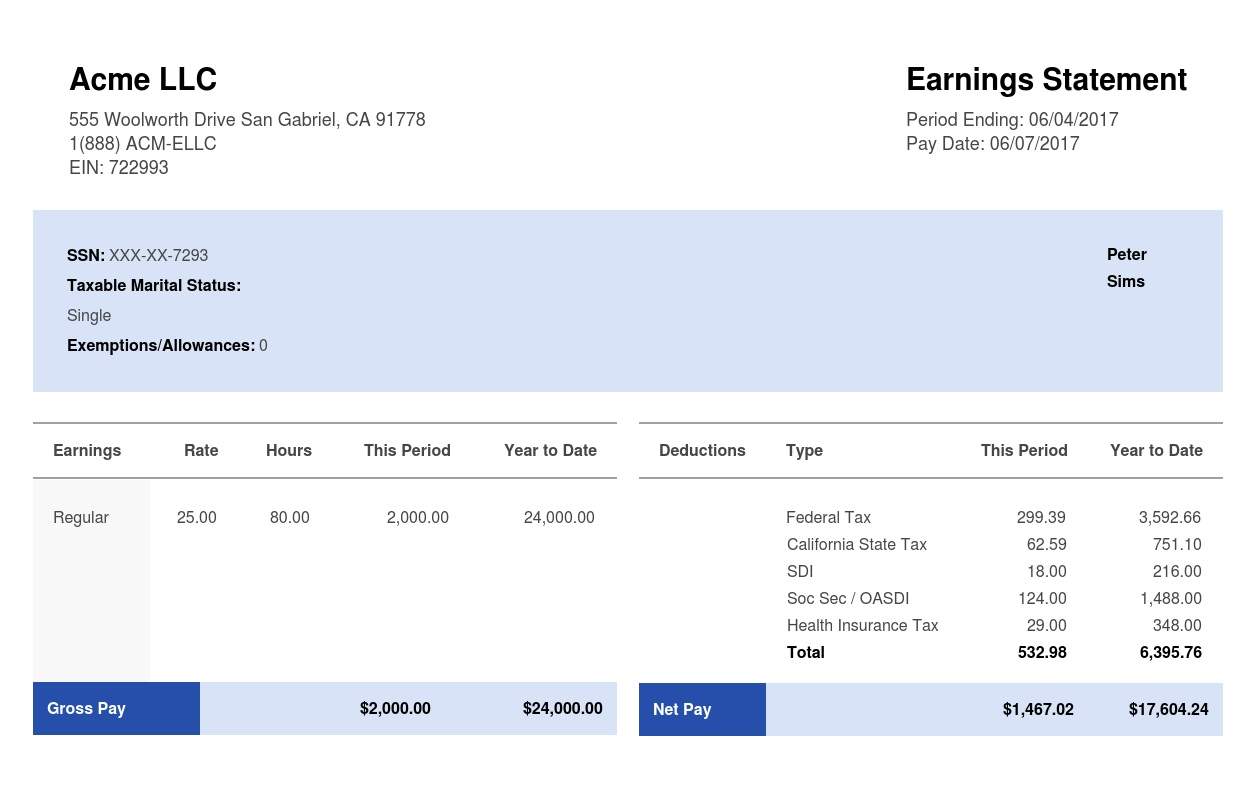 Acme LLC
555 Woolworth Drive San Gabriel, CA 91778
1(888) ACM-ELLC
EIN: 722993
Earnings Statement
Period Ending: 06/04/2017
Pay Date: 06/07/2017
SSN: XXX-XX-7293
Taxable Marital Status:
Single
Exemptions/Allowances: 0
Peter
Sims
Earnings Rate Hours This Period Year to Date
Regular 25.00 80.00 2,000.00 24,000.00
Gross Pay $2,000.00 $24,000.00
Deductions Type This Period Year to Date
Federal Tax 299.39 3,592.66
California State Tax 62.59 751.10
SDI 18.00 216.00
Soc Sec / OASDI 124.00 1,488.00
Health Insurance Tax 29.00 348.00
Total 532.98 6,395.76
Net Pay $1,467.02 $17,604.24